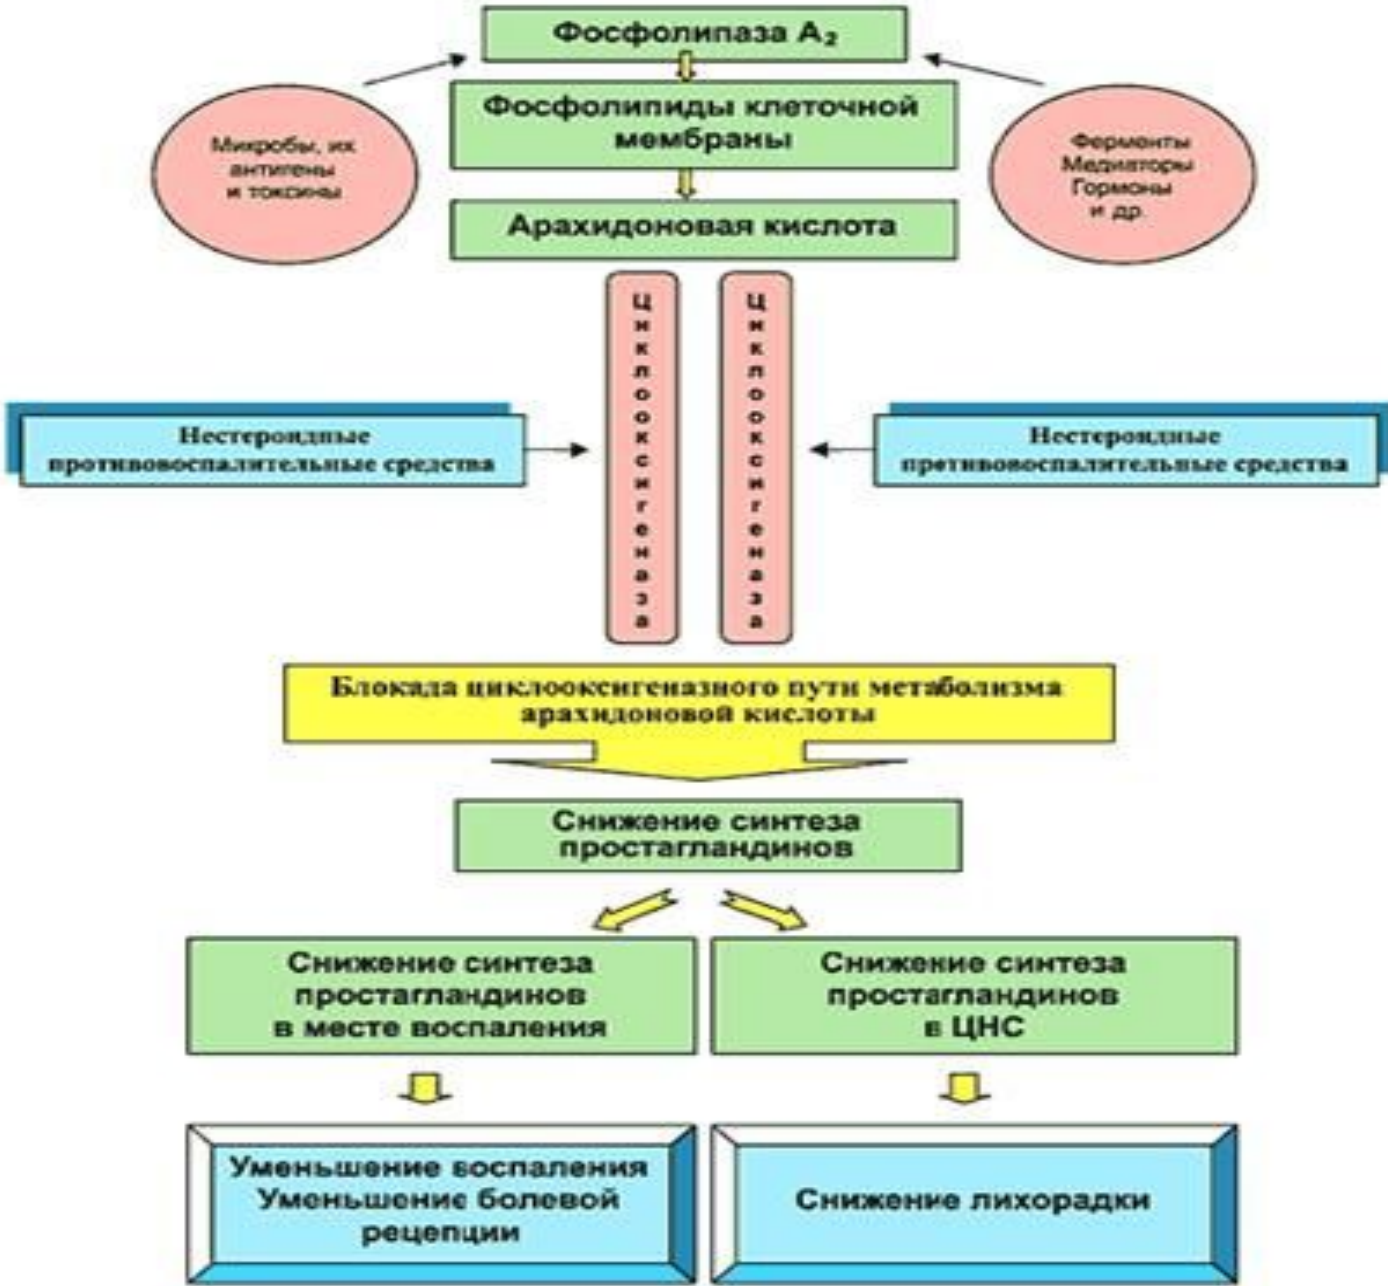 Фосфолипаза А₂
Фосфолипиды клеточной
мембраны
Микробы, их
антигены
и токсины
Ферменты
Медиаторы
Гормоны
и др.
Арахидоновая кислота
Циклооксигеназа
Циклооксигеназа
Нестероидные
противовоспалительные средства
Нестероидные
противовоспалительные средства
Блокада циклооксигеназного пути метаболизма
арахидоновой кислоты
Снижение синтеза
простагландинов
Снижение синтеза
простагландинов
в месте воспаления
Снижение синтеза
простагландинов
в ЦНС
Уменьшение воспаления
Уменьшение болевой
рецепции
Снижение лихорадки